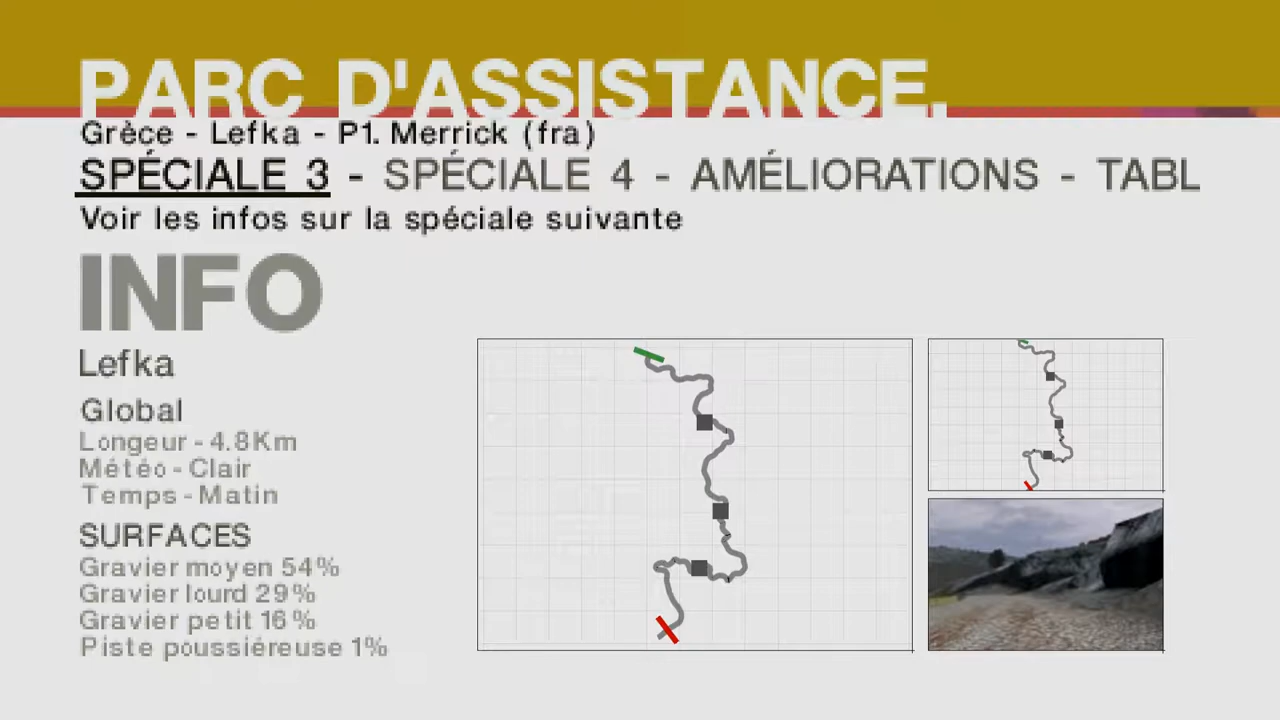 PARC D'ASSISTANCE.
Grèce - Lefka - P1. Merrick (fra)
SPÉCIALE 3 - SPÉCIALE 4 - AMÉLIORATIONS - TABL
Voir les infos sur la spéciale suivante
INFO
Lefka
Global
Longeur - 4.8Km
Météo - Clair
Temps - Matin
SURFACES
Gravier moyen 54%
Gravier lourd 29%
Gravier petit 16%
Piste poussiéreuse 1%